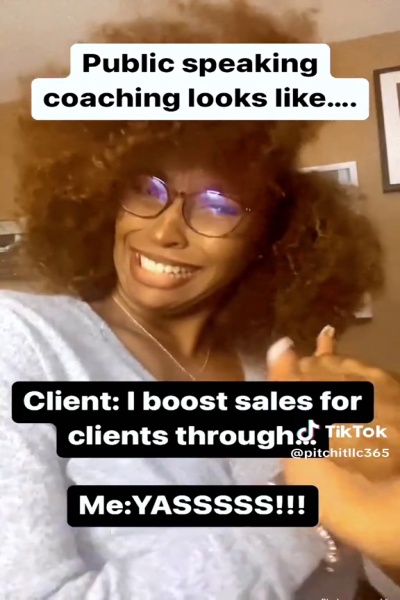 Public speaking
coaching looks like....
Client: I boost sales for
clients through...
TikTok
@pitchitllc365
Me:YASSSSS!!!